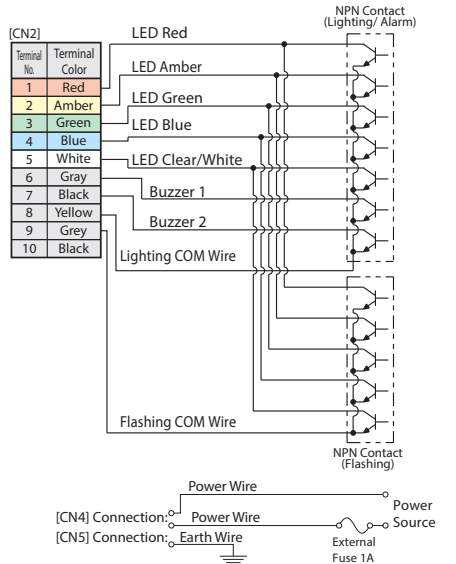 NPN Contact
(Lighting/ Alarm)
[CN2]
Terminal No. Terminal Color
1 Red
2 Amber
3 Green
4 Blue
5 White
6 Gray
7 Black
8 Yellow
9 Grey
10 Black
LED Red
LED Amber
LED Green
LED Blue
LED Clear/White
Buzzer 1
Buzzer 2
Lighting COM Wire
Flashing COM Wire
NPN Contact
(Flashing)
Power Wire
[CN4] Connection: Power Wire
Power
Source
[CN5] Connection: Earth Wire
External
Fuse 1A